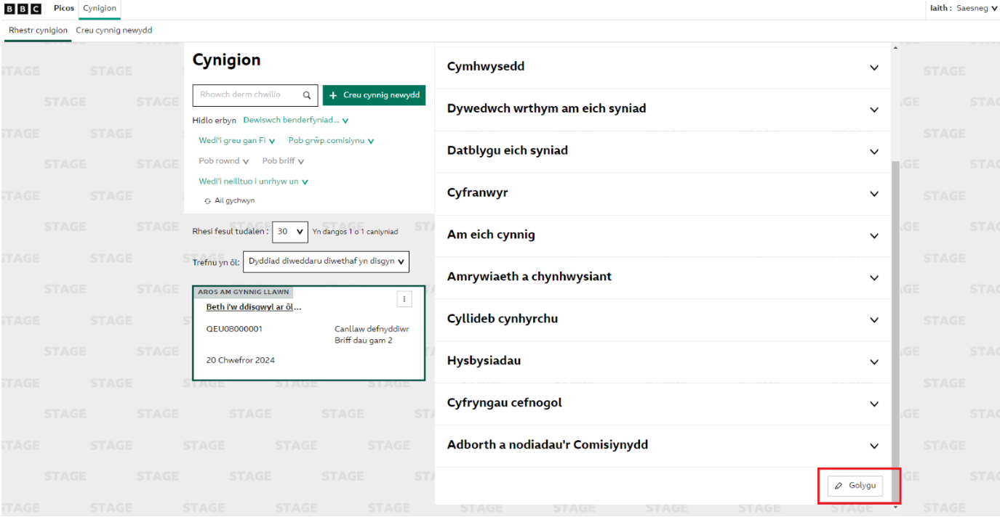 BBC Picos Cynigion Iaith : Saesneg
Rhestr cynigion Creu cynnig newydd
Cynigion
Rhowch derm chwilio
+ Creu cynnig newydd
Hidlo erbyn Dewiswch benderfyniad...
Wedi'i greu gan Fi Pob grŵp comisiynu
Pob rownd Pob briff
Wedi'i neilltuo i unrhyw un
Ail gychwyn
Rhesi fesul tudalen : 30 Yn dangos 1 o 1 canlyniad
Trefnu yn ôl: Dyddiad diweddaru diwethaf yn disgyn
AROS AM GYNNIG LLAWN
Beth i'w ddisgwyl ar ôl...
QEU08000001 Canllaw defnyddiwr
Briff dau gam 2
20 Chwefror 2024
Cymhwysedd
Dywedwch wrthym am eich syniad
Datblygu eich syniad
Cyfranwyr
Am eich cynnig
Amrywiaeth a chynhwysiant
Cyllideb cynhyrchu
Hysbysiadau
Cyfryngau cefnogol
Adborth a nodiadau'r Comisiynydd
Golygu